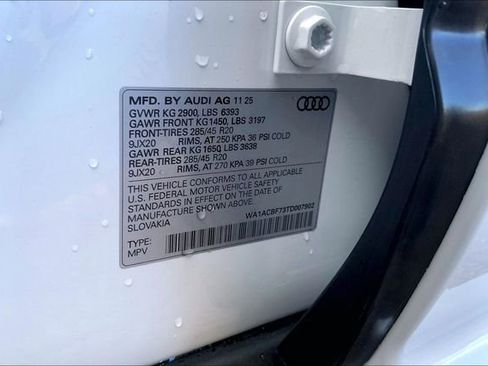 MFD. BY AUDI AG 11 25
GVWR KG 2900, LBS 6393
GAWR FRONT KG1450, LBS 3197
FRONT-TIRES 285/45 R20
9JX20 RIMS, AT 250 KPA 36 PSI COLD
GAWR REAR KG 1650, LBS 3638
REAR-TIRES 285/45 R20
9JX20 RIMS, AT 270 KPA 39 PSI COLD
THIS VEHICLE CONFORMS TO ALL APPLICABLE
U.S. FEDERAL MOTOR VEHICLE SAFETY
STANDARDS IN EFFECT ON THE DATE OF
MANUFACTURE SHOWN ABOVE.
SLOVAKIA
WA1ACBF73TD007902
TYPE:
MPV